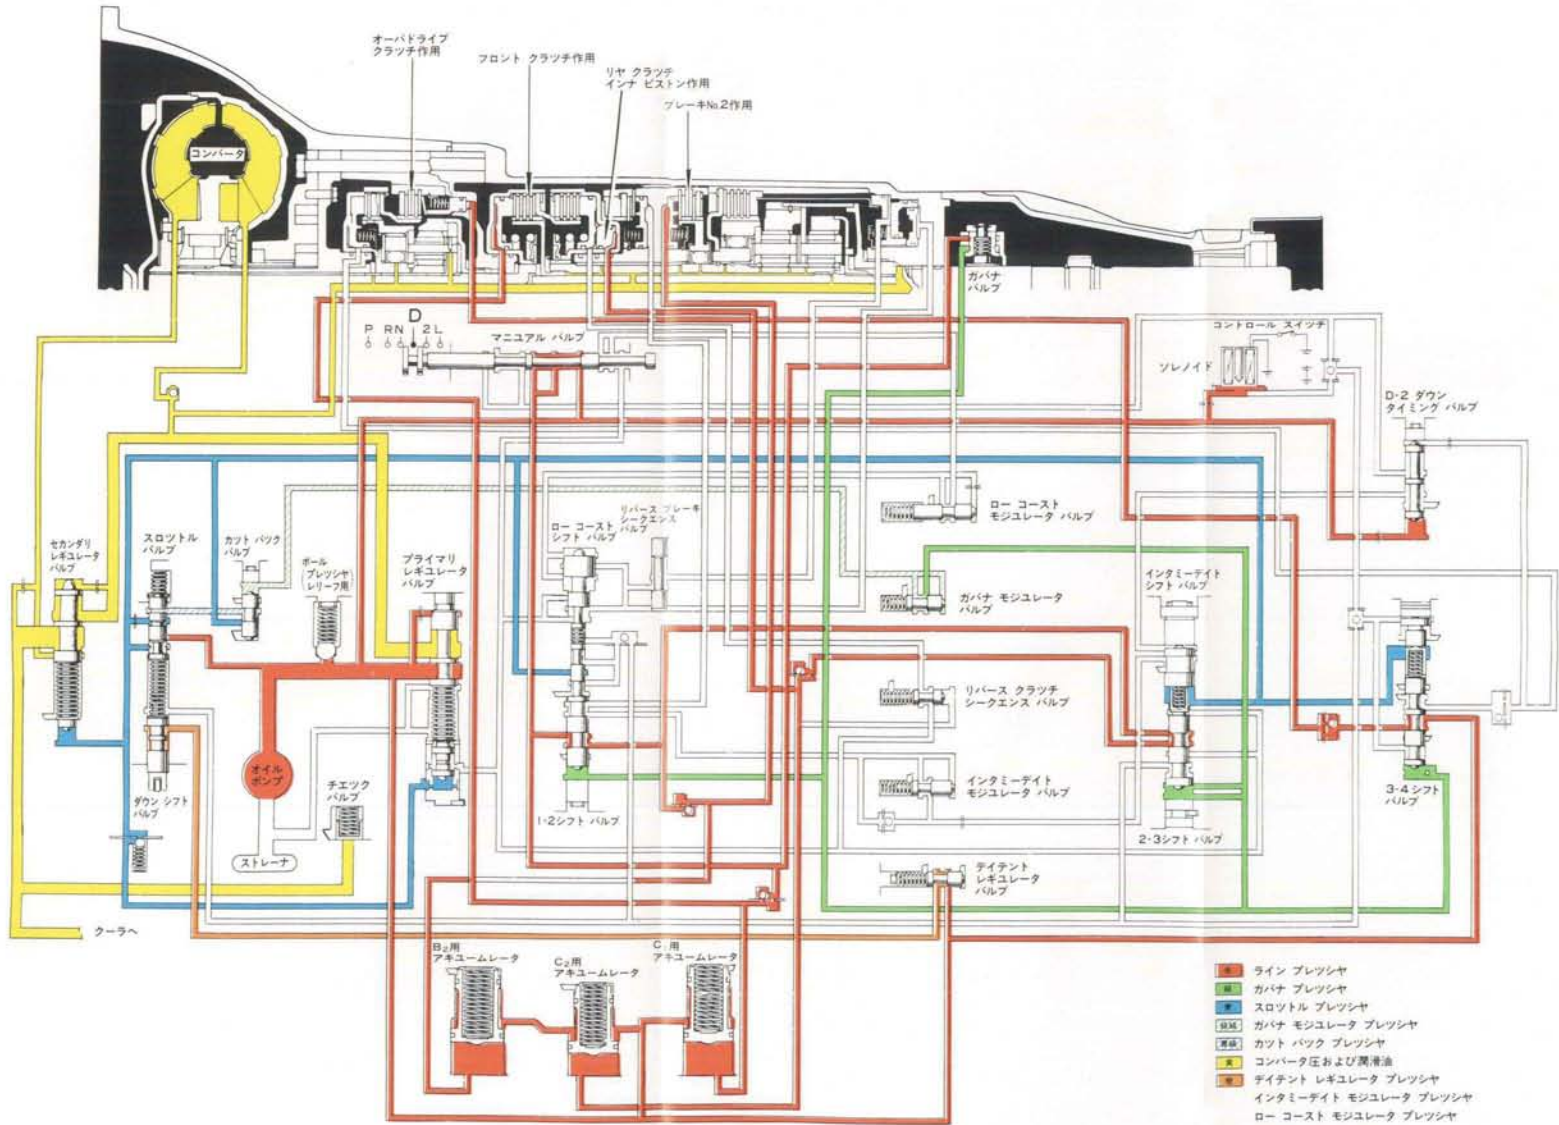 オーバドライブ
クラッチ作用
フロント クラッチ作用
リヤ クラッチ
インナ ピストン作用
ブレーキNo.2作用
コンバータ
ガバナ
バルブ
P R N D 2 L
マニュアル バルブ
コントロール スイッチ
ソレノイド
D-2 ダウン
タイミング バルブ
セカンダリ
レギュレータ
バルブ
スロットル
バルブ
カット バック
バルブ
ボール
プレッシャ
(レリーフ用)
プライマリ
レギュレータ
バルブ
ロー コースト
シフト バルブ
リバース ブレーキ
シークエンス
バルブ
ロー コースト
モジュレータ バルブ
ガバナ モジュレータ
バルブ
インタミーデイト
シフト バルブ
リバース クラッチ
シークエンス バルブ
インタミーデイト
モジュレータ バルブ
オイル
ポンプ
チエック
バルブ
ダウン シフト
バルブ
ストレーナ
1-2シフト バルブ
2-3シフト バルブ
3-4シフト
バルブ
デイテント
レギュレータ
バルブ
クーラへ
B₂用
アキュームレータ
C₂用
アキュームレータ
C₁用
アキュームレータ
ライン プレッシャ
ガバナ プレッシャ
スロットル プレッシャ
ガバナ モジュレータ プレッシャ
カット バック プレッシャ
コンバータ圧および潤滑油
デイテント レギュレータ プレッシャ
インタミーデイト モジュレータ プレッシャ
ロー コースト モジュレータ プレッシャ